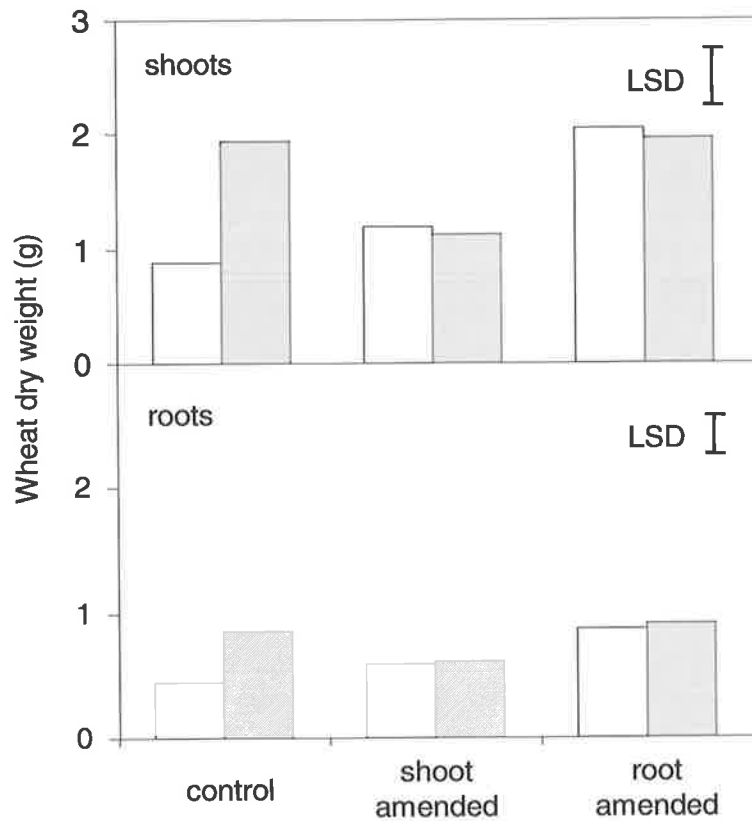 Wheat dry weight (g)
3
shoots
LSD
2
1
0
roots
LSD
2
1
0
control
shoot
amended
root
amended